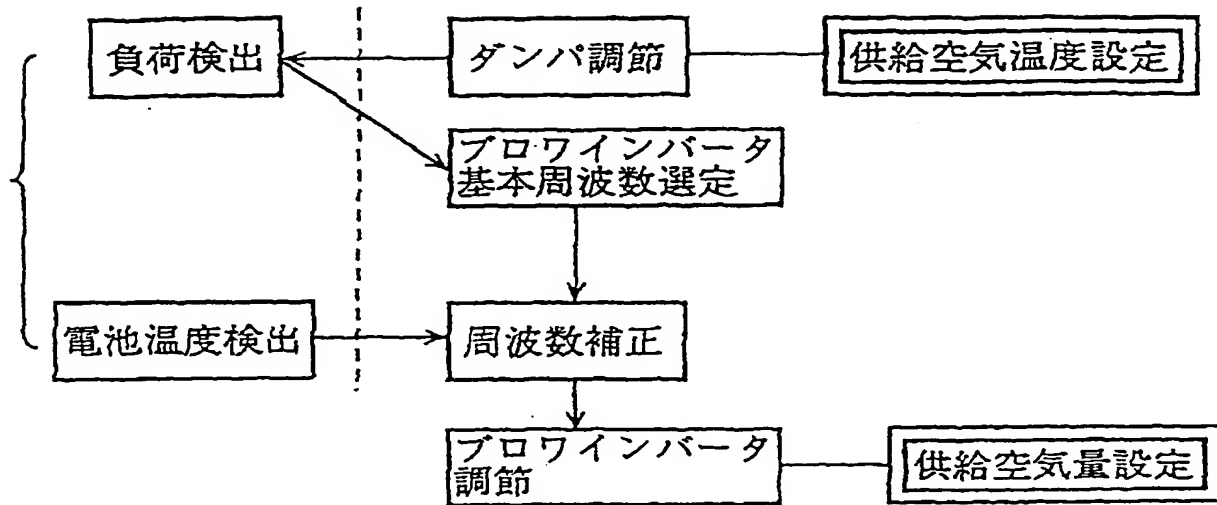 負荷検出
ダンパ調節
供給空気温度設定
ブロワインバータ
基本周波数選定
電池温度検出
周波数補正
ブロワインバータ
調節
供給空気量設定